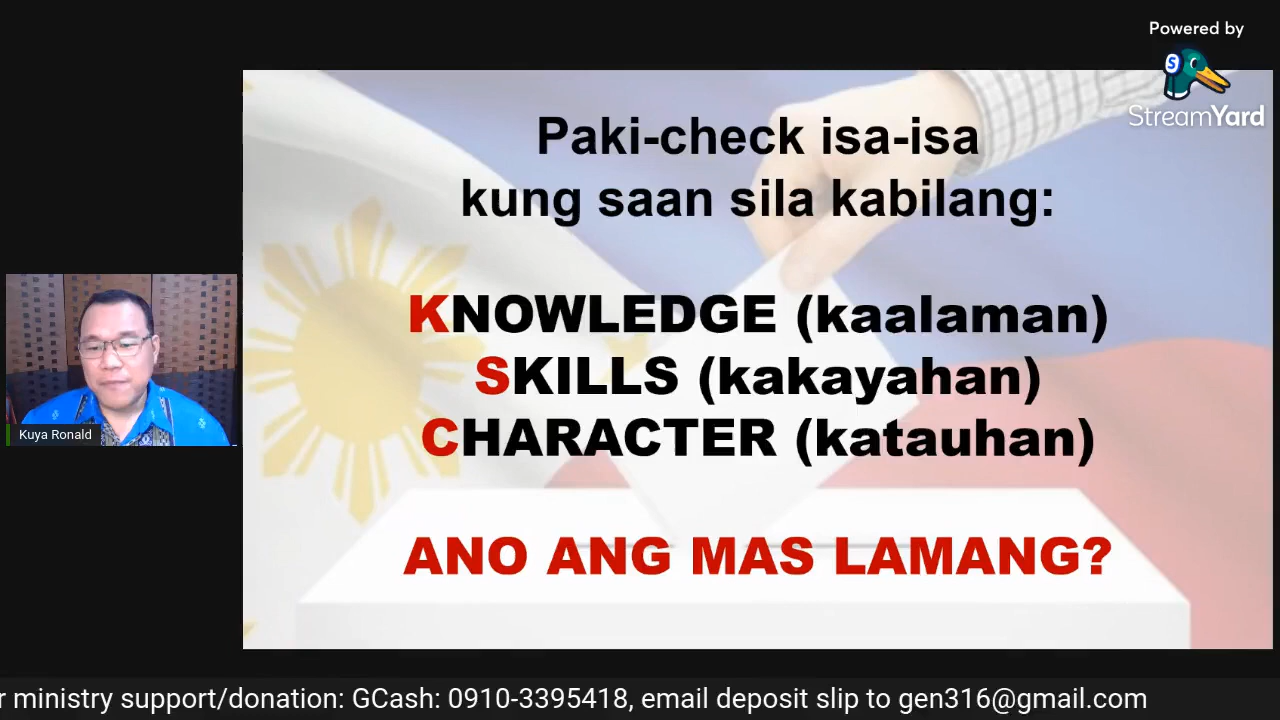 Powered by
StreamYard
Paki-check isa-isa
kung saan sila kabilang:
KNOWLEDGE (kaalaman)
SKILLS (kakayahan)
CHARACTER (katauhan)
ANO ANG MAS LAMANG?
Kuya Ronald
ministry support/donation: GCash: 0910-3395418, email deposit slip to gen316@gmail.com